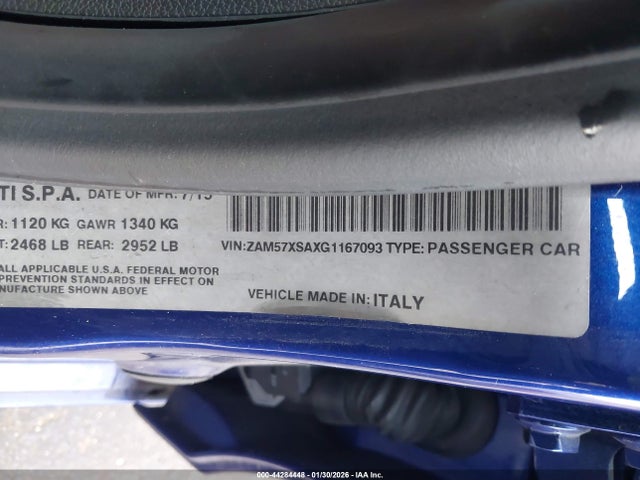 TI S.P.A. DATE OF MFR: 7/15
R: 1120 KG GAWR 1340 KG
T: 2468 LB REAR: 2952 LB
VIN:ZAM57XSAXG1167093 TYPE: PASSENGER CAR
ALL APPLICABLE U.S.A. FEDERAL MOTOR
PREVENTION STANDARDS IN EFFECT ON
NUFACTURE SHOWN ABOVE
VEHICLE MADE IN: ITALY
000-44284448 - 01/30/2026 - IAA Inc.